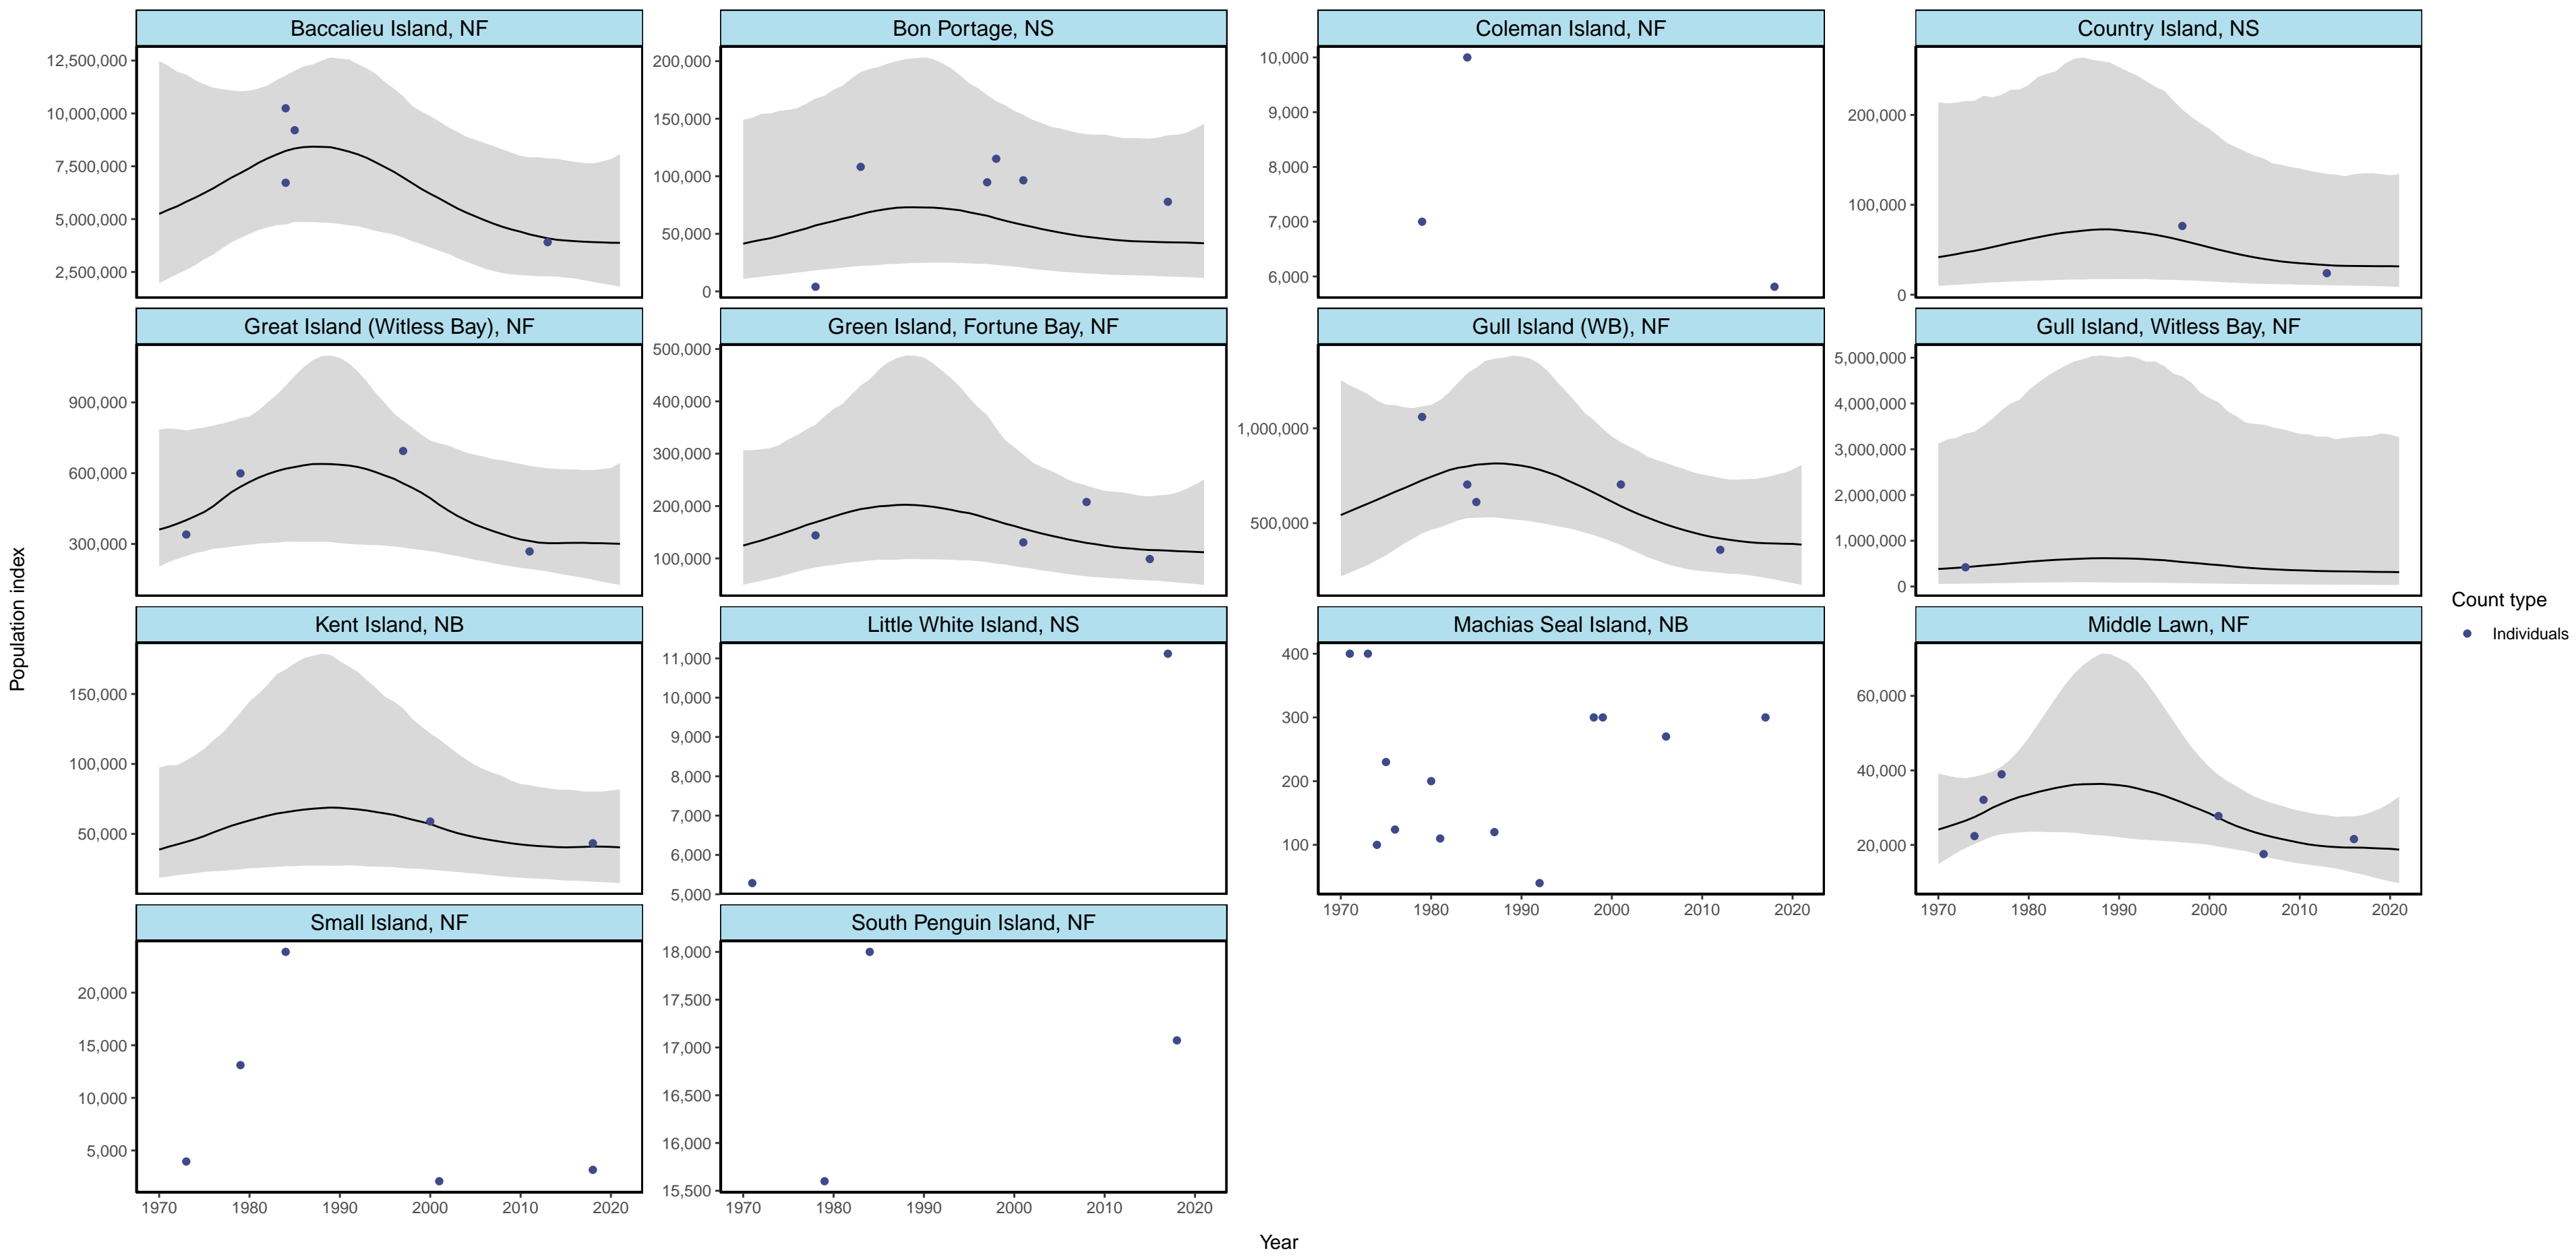 Baccalieu Island, NF
Bon Portage, NS
Coleman Island, NF
Country Island, NS
12,500,000
10,000,000
7,500,000
5,000,000
2,500,000
200,000
150,000
100,000
50,000
0
10,000
9,000
8,000
7,000
6,000
200,000
100,000
0
Great Island (Witless Bay), NF
Green Island, Fortune Bay, NF
Gull Island (WB), NF
Gull Island, Witless Bay, NF
900,000
600,000
300,000
500,000
400,000
300,000
200,000
100,000
1,000,000
500,000
5,000,000
4,000,000
3,000,000
2,000,000
1,000,000
0
Population index
Count type
Individuals
Kent Island, NB
Little White Island, NS
Machias Seal Island, NB
Middle Lawn, NF
150,000
100,000
50,000
11,000
10,000
9,000
8,000
7,000
6,000
5,000
400
300
200
100
60,000
40,000
20,000
1970 1980 1990 2000 2010 2020
1970 1980 1990 2000 2010 2020
Small Island, NF
South Penguin Island, NF
20,000
15,000
10,000
5,000
18,000
17,500
17,000
16,500
16,000
15,500
1970 1980 1990 2000 2010 2020
1970 1980 1990 2000 2010 2020
Year